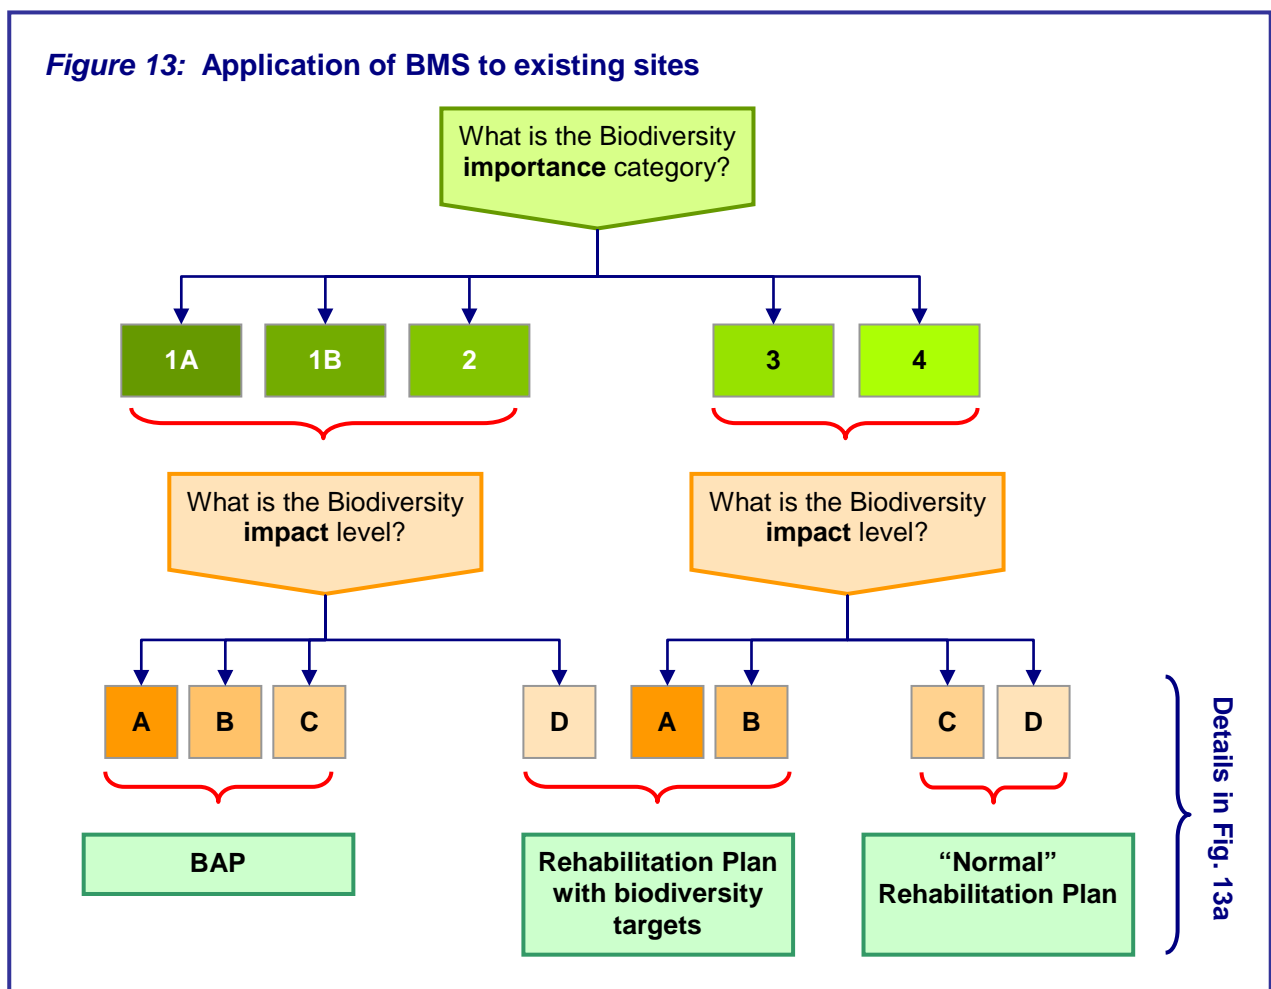 Figure 13: Application of BMS to existing sites
What is the Biodiversity
importance category?
1A
1B
2
3
4
What is the Biodiversity
impact level?
What is the Biodiversity
impact level?
A
B
C
D
A
B
C
D
BAP
Rehabilitation Plan
with biodiversity
targets
“Normal”
Rehabilitation Plan
Details in Fig. 13a